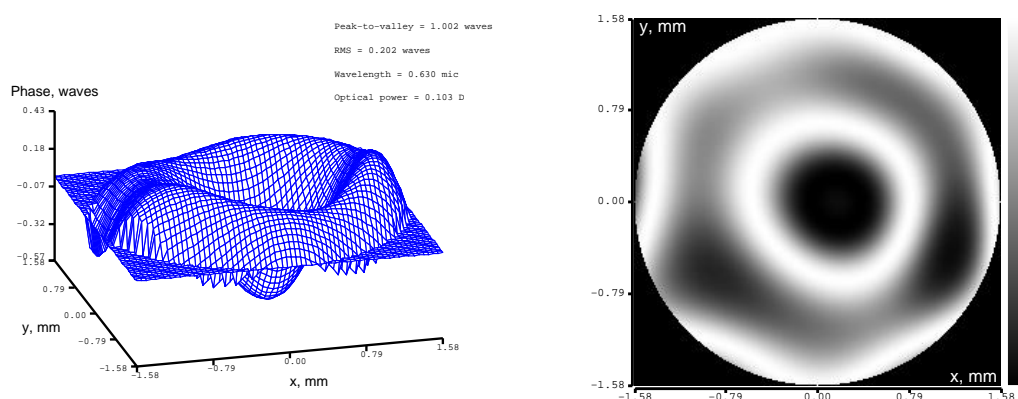 Peak-to-valley = 1.002 waves
RMS = 0.202 waves
Wavelength = 0.630 mic
Optical power = 0.103 D
Phase, waves
0.43
0.18
-0.07
-0.32
-0.57
1.58
0.79
0.00
y, mm
-0.79
-1.58
-1.58
-0.79
0.00
0.79
1.58
x, mm
1.58
y, mm
0.79
0.00
-0.79
-1.58
x, mm
-1.58
-0.79
0.00
0.79
1.58